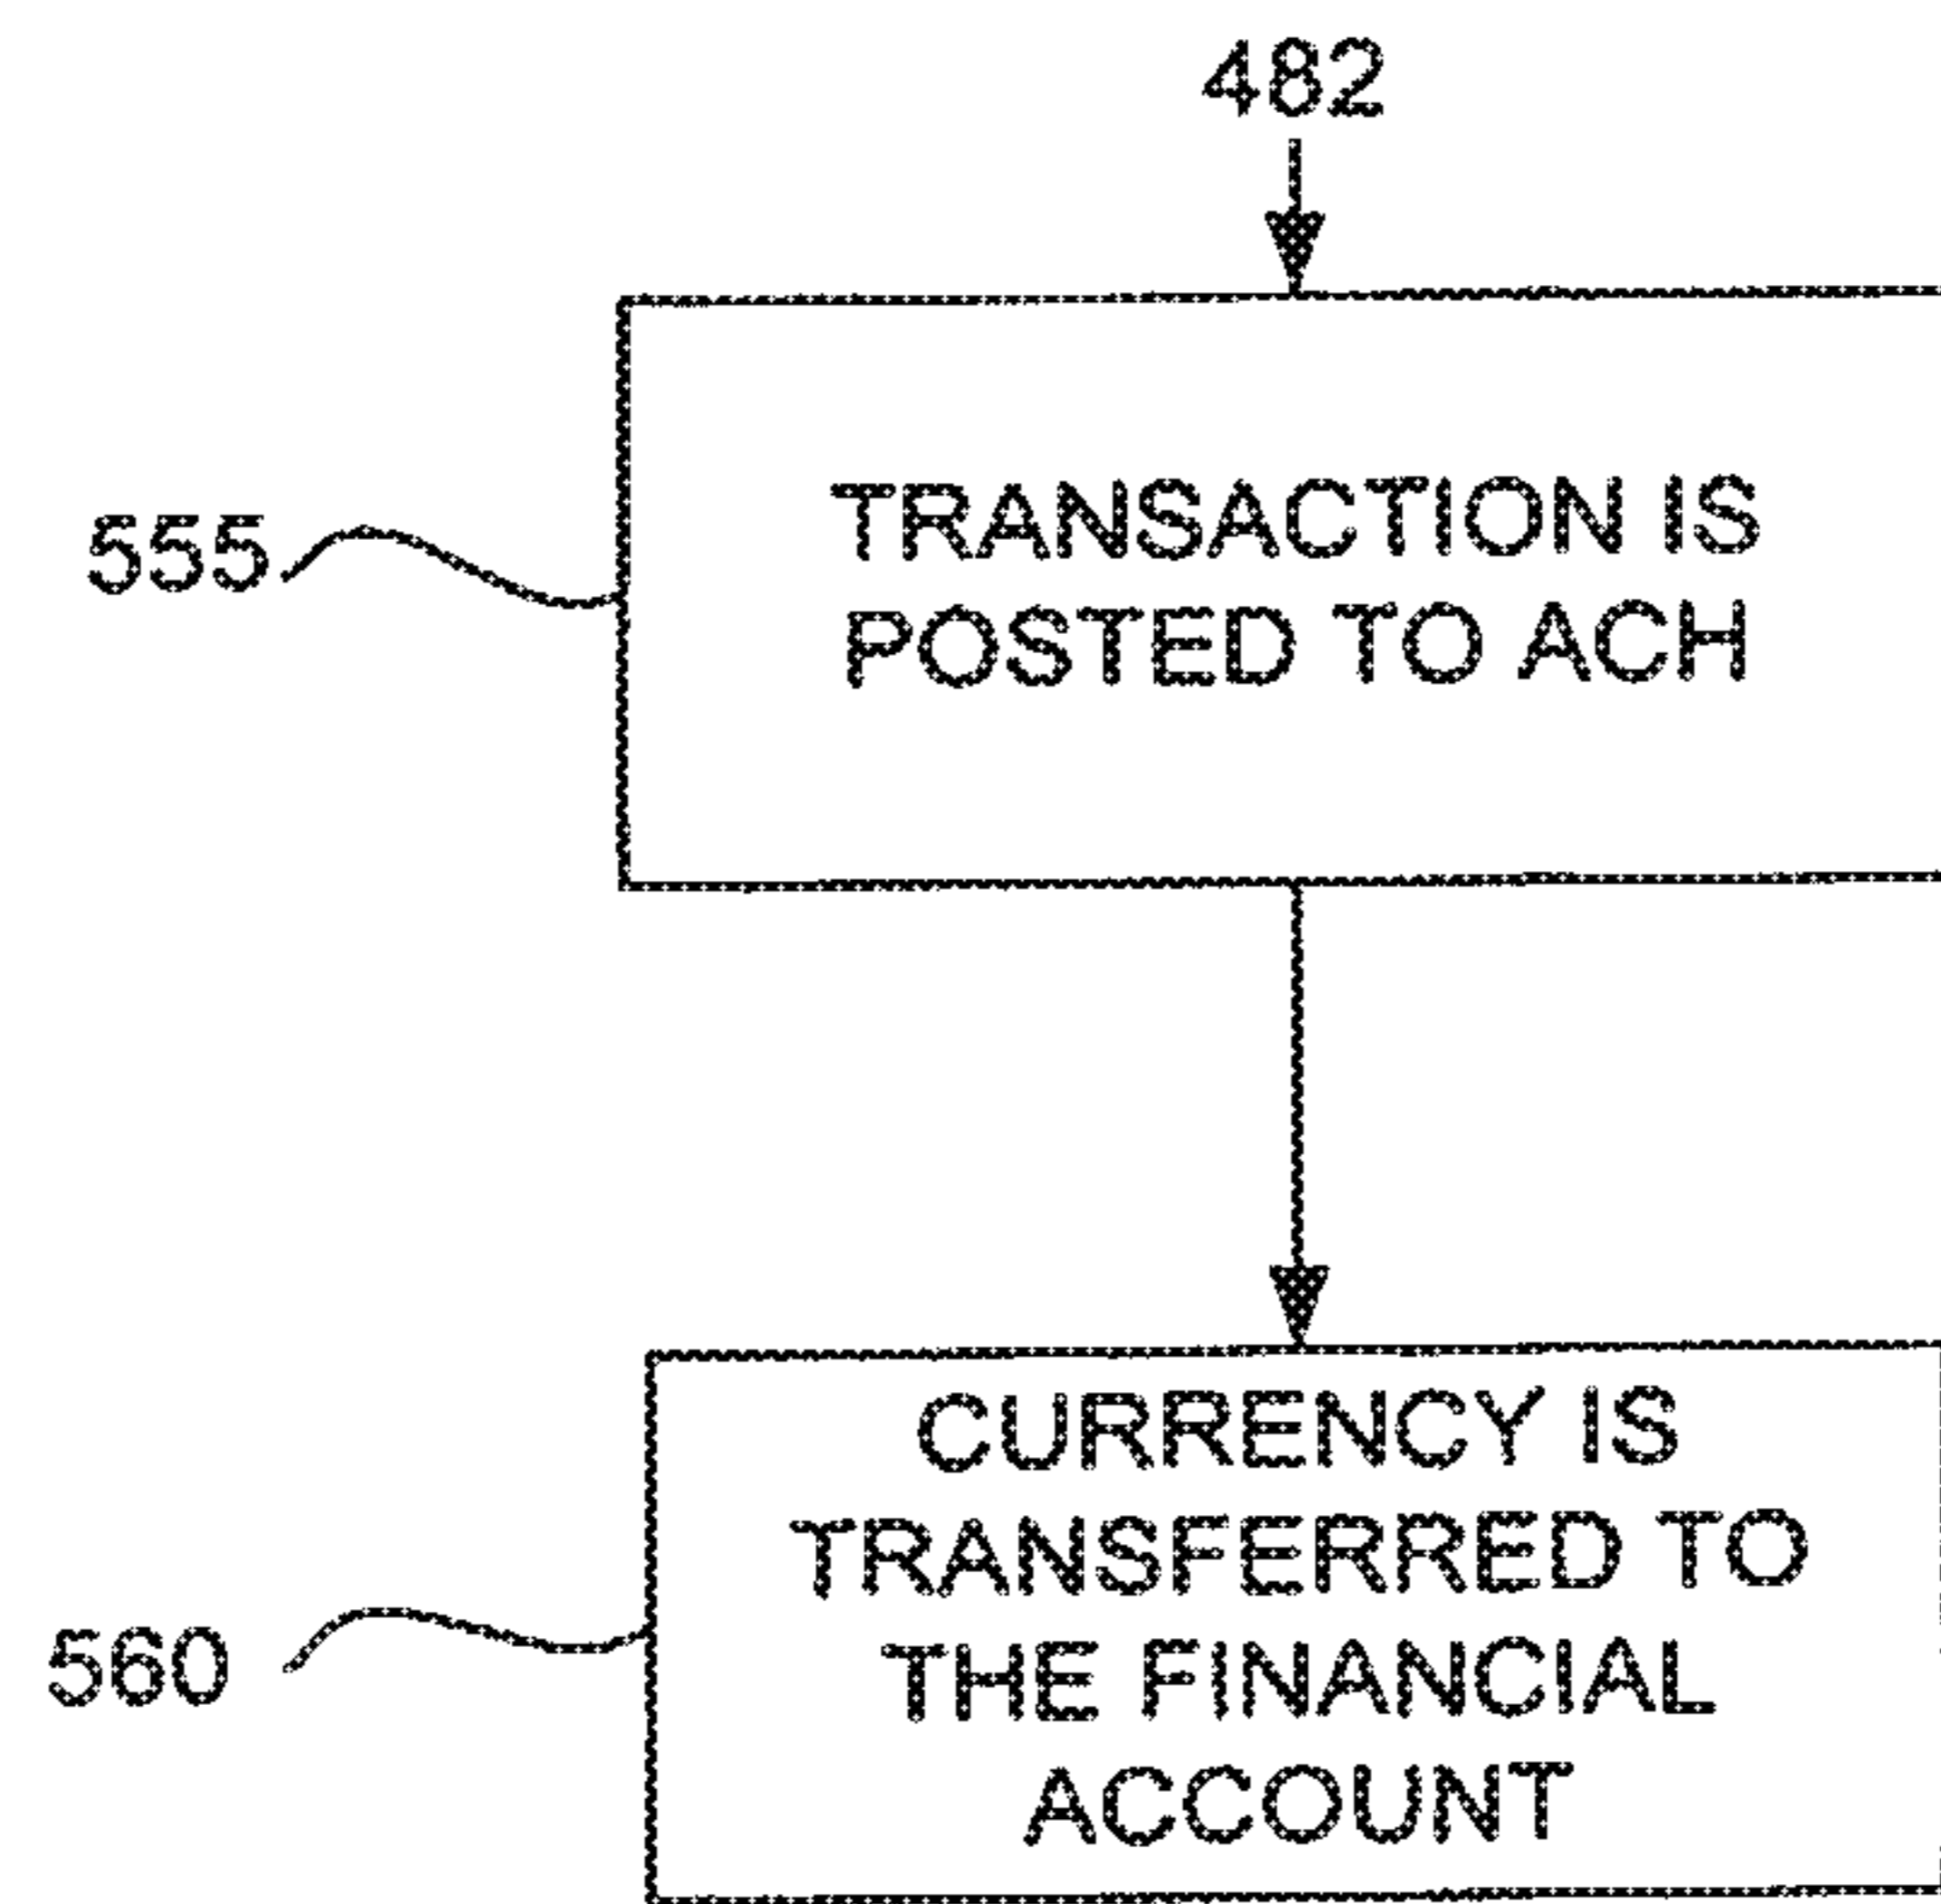 482
555
TRANSACTION IS
POSTED TO ACH
560
CURRENCY IS
TRANSFERRED TO
THE FINANCIAL
ACCOUNT